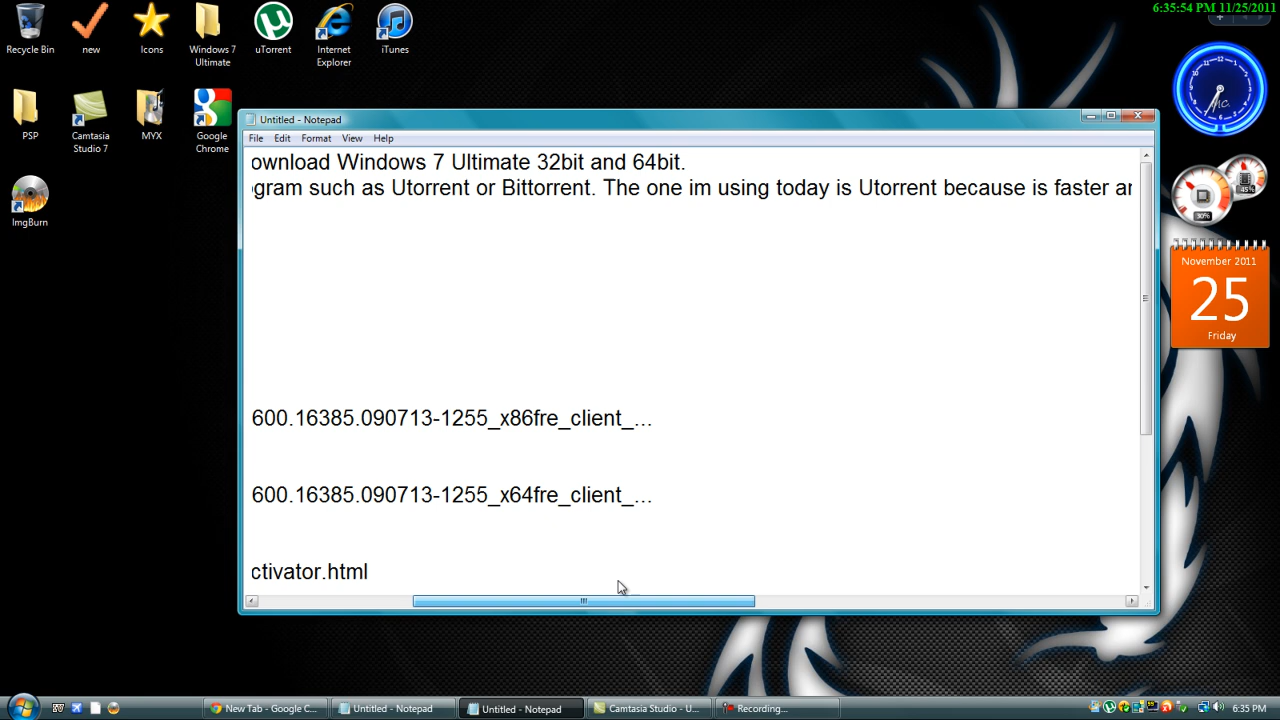 6:35:54 PM 11/25/2011
Recycle Bin
new
Icons
Windows 7
Ultimate
uTorrent
Internet
Explorer
iTunes
PSP
Camtasia
Studio 7
MYX
Google
Chrome
ImgBurn
Untitled - Notepad
File Edit Format View Help
ownload Windows 7 Ultimate 32bit and 64bit.
ogram such as Utorrent or Bittorrent. The one im using today is Utorrent because is faster ar
600.16385.090713-1255_x86fre_client_...
600.16385.090713-1255_x64fre_client_...
ctivator.html
30%
45%
November 2011
25
Friday
New Tab - Google C...
Untitled - Notepad
Untitled - Notepad
Camtasia Studio - U...
Recording...
6:35 PM